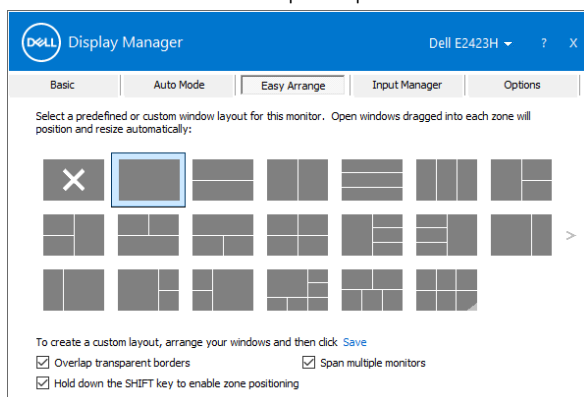 DELL Display Manager Dell E2423H ? X
Basic Auto Mode Easy Arrange Input Manager Options
Select a predefined or custom window layout for this monitor. Open windows dragged into each zone will
position and resize automatically:
>
To create a custom layout, arrange your windows and then click Save
Overlap transparent borders Span multiple monitors
Hold down the SHIFT key to enable zone positioning